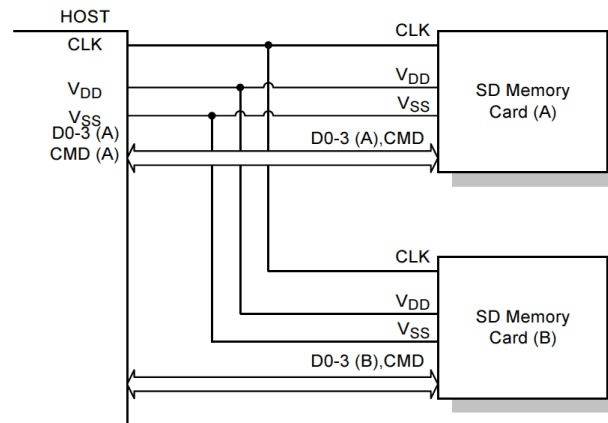 HOST
CLK
CLK
VDD
VDD
VSS
VSS
D0-3 (A)
CMD (A)
D0-3 (A),CMD
SD Memory
Card (A)
CLK
VDD
VSS
SD Memory
Card (B)
D0-3 (B),CMD